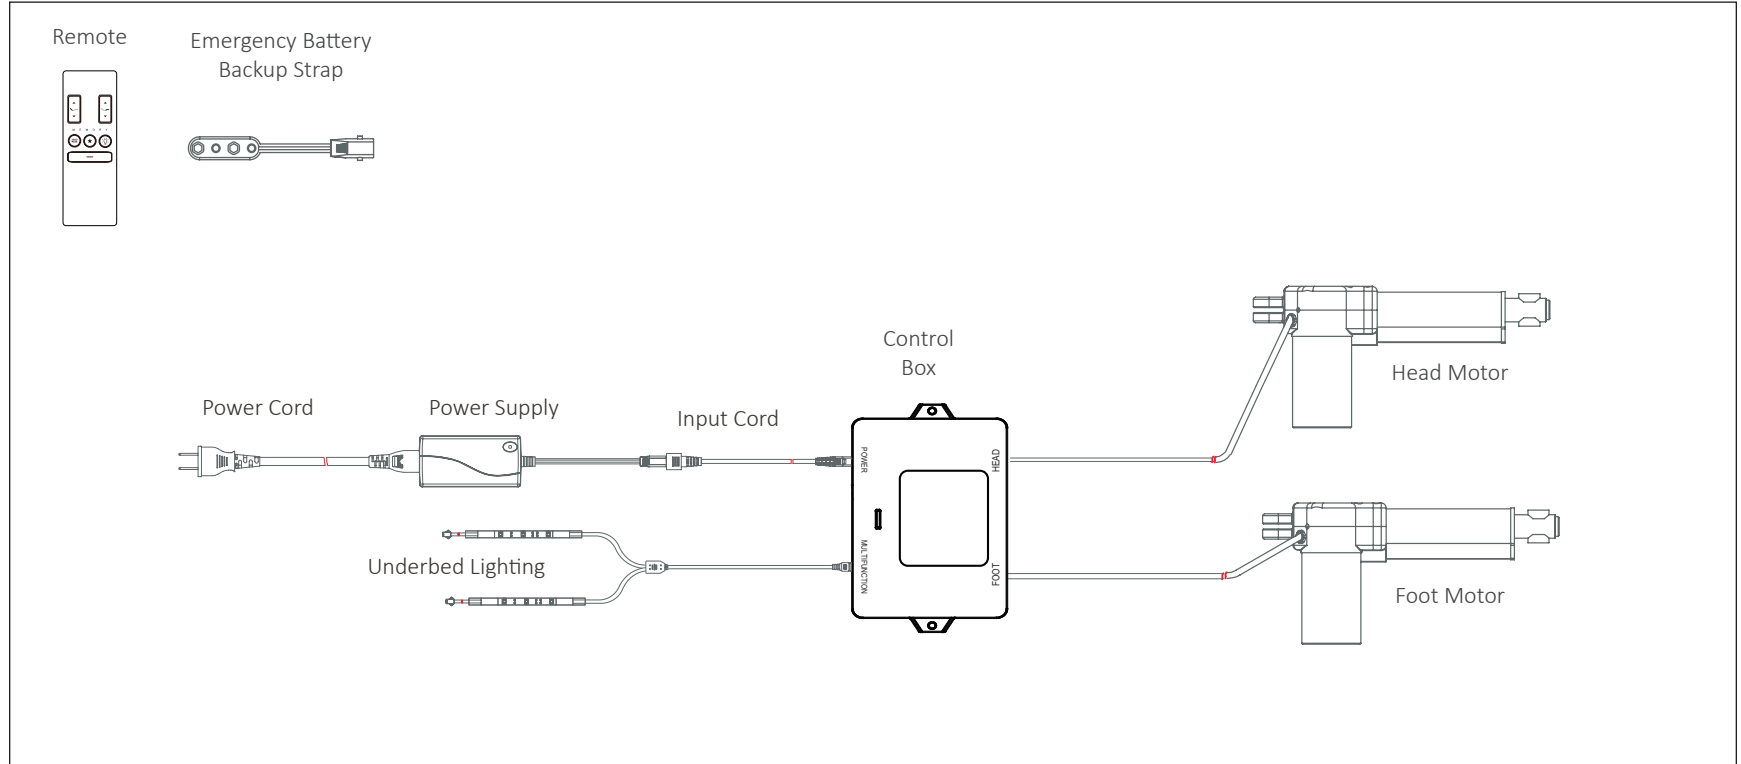 Remote
Emergency Battery
Backup Strap
MEMORY
Control
Box
Head Motor
Power Cord
Power Supply
Input Cord
POWER
HEAD
Underbed Lighting
MULTIFUNCTION
FOOT
Foot Motor